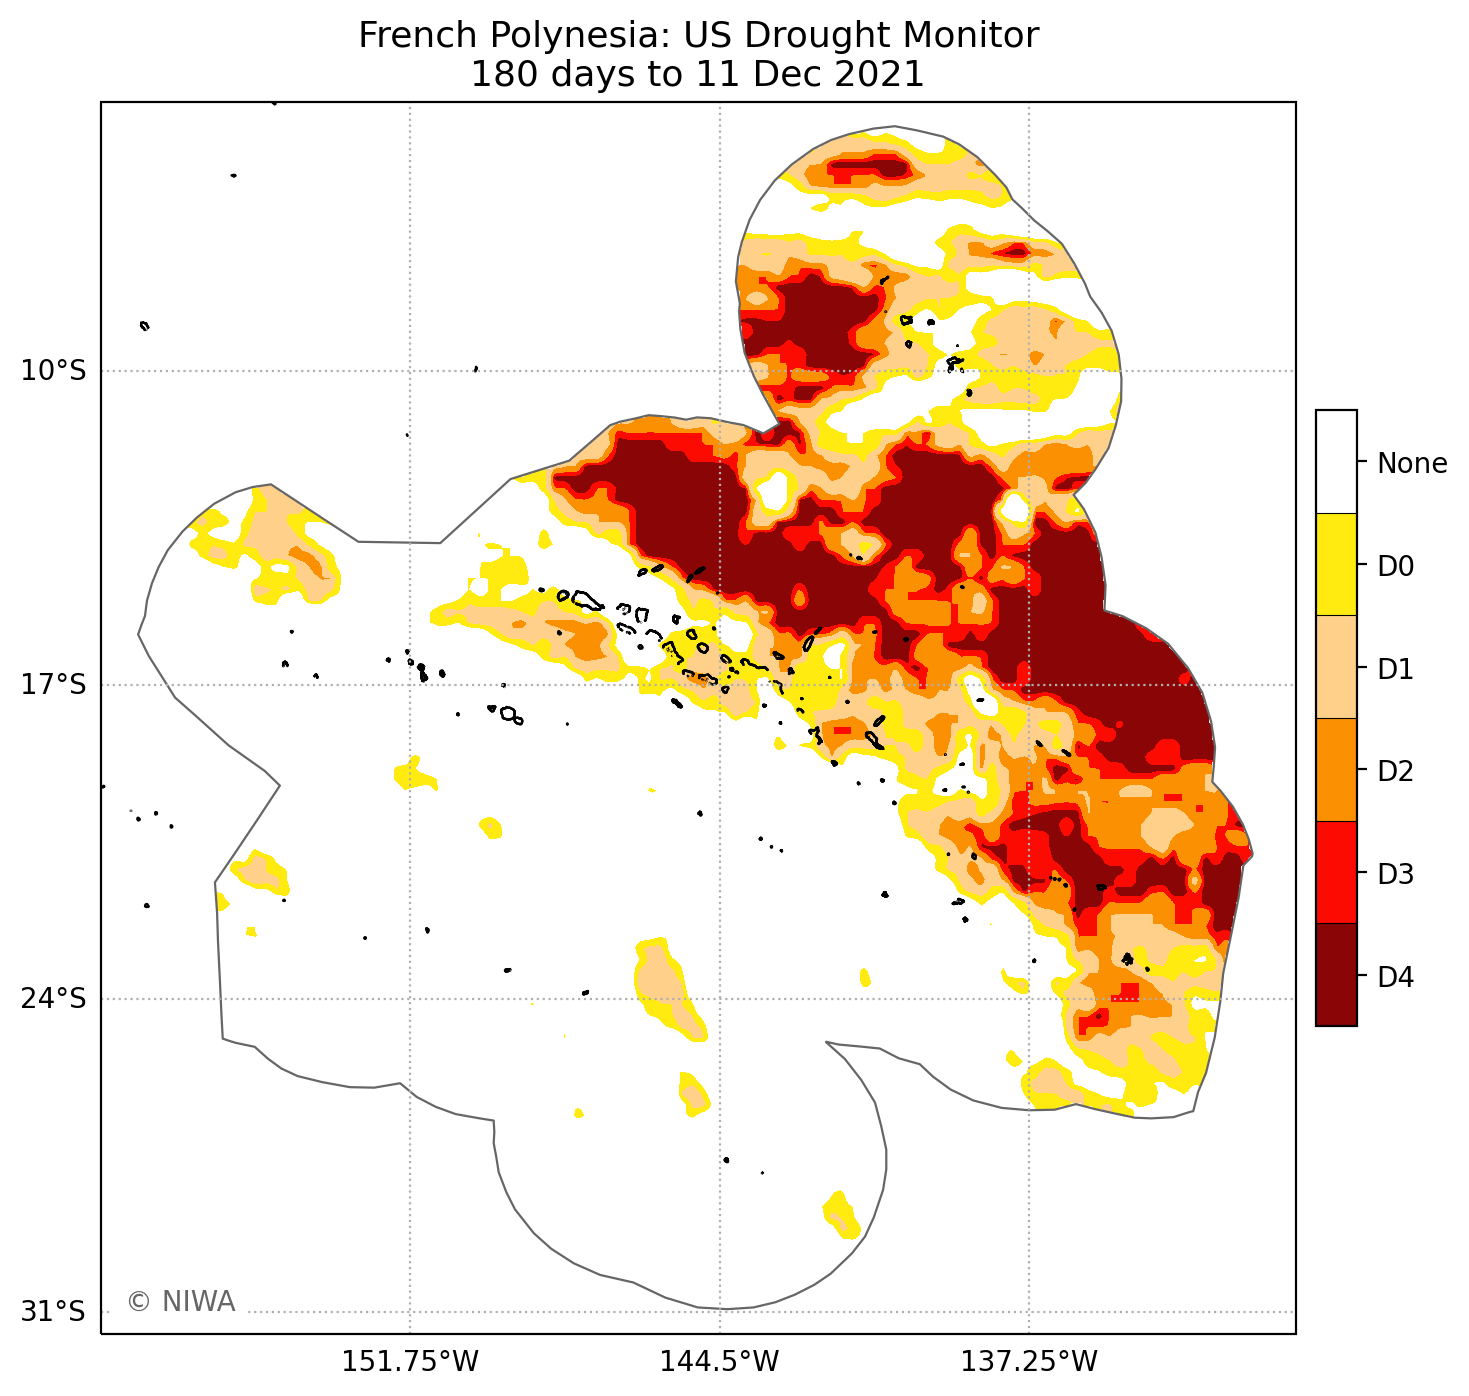 French Polynesia: US Drought Monitor
180 days to 11 Dec 2021
10°S
17°S
24°S
31°S
151.75°W
144.5°W
137.25°W
None
D0
D1
D2
D3
D4
© NIWA